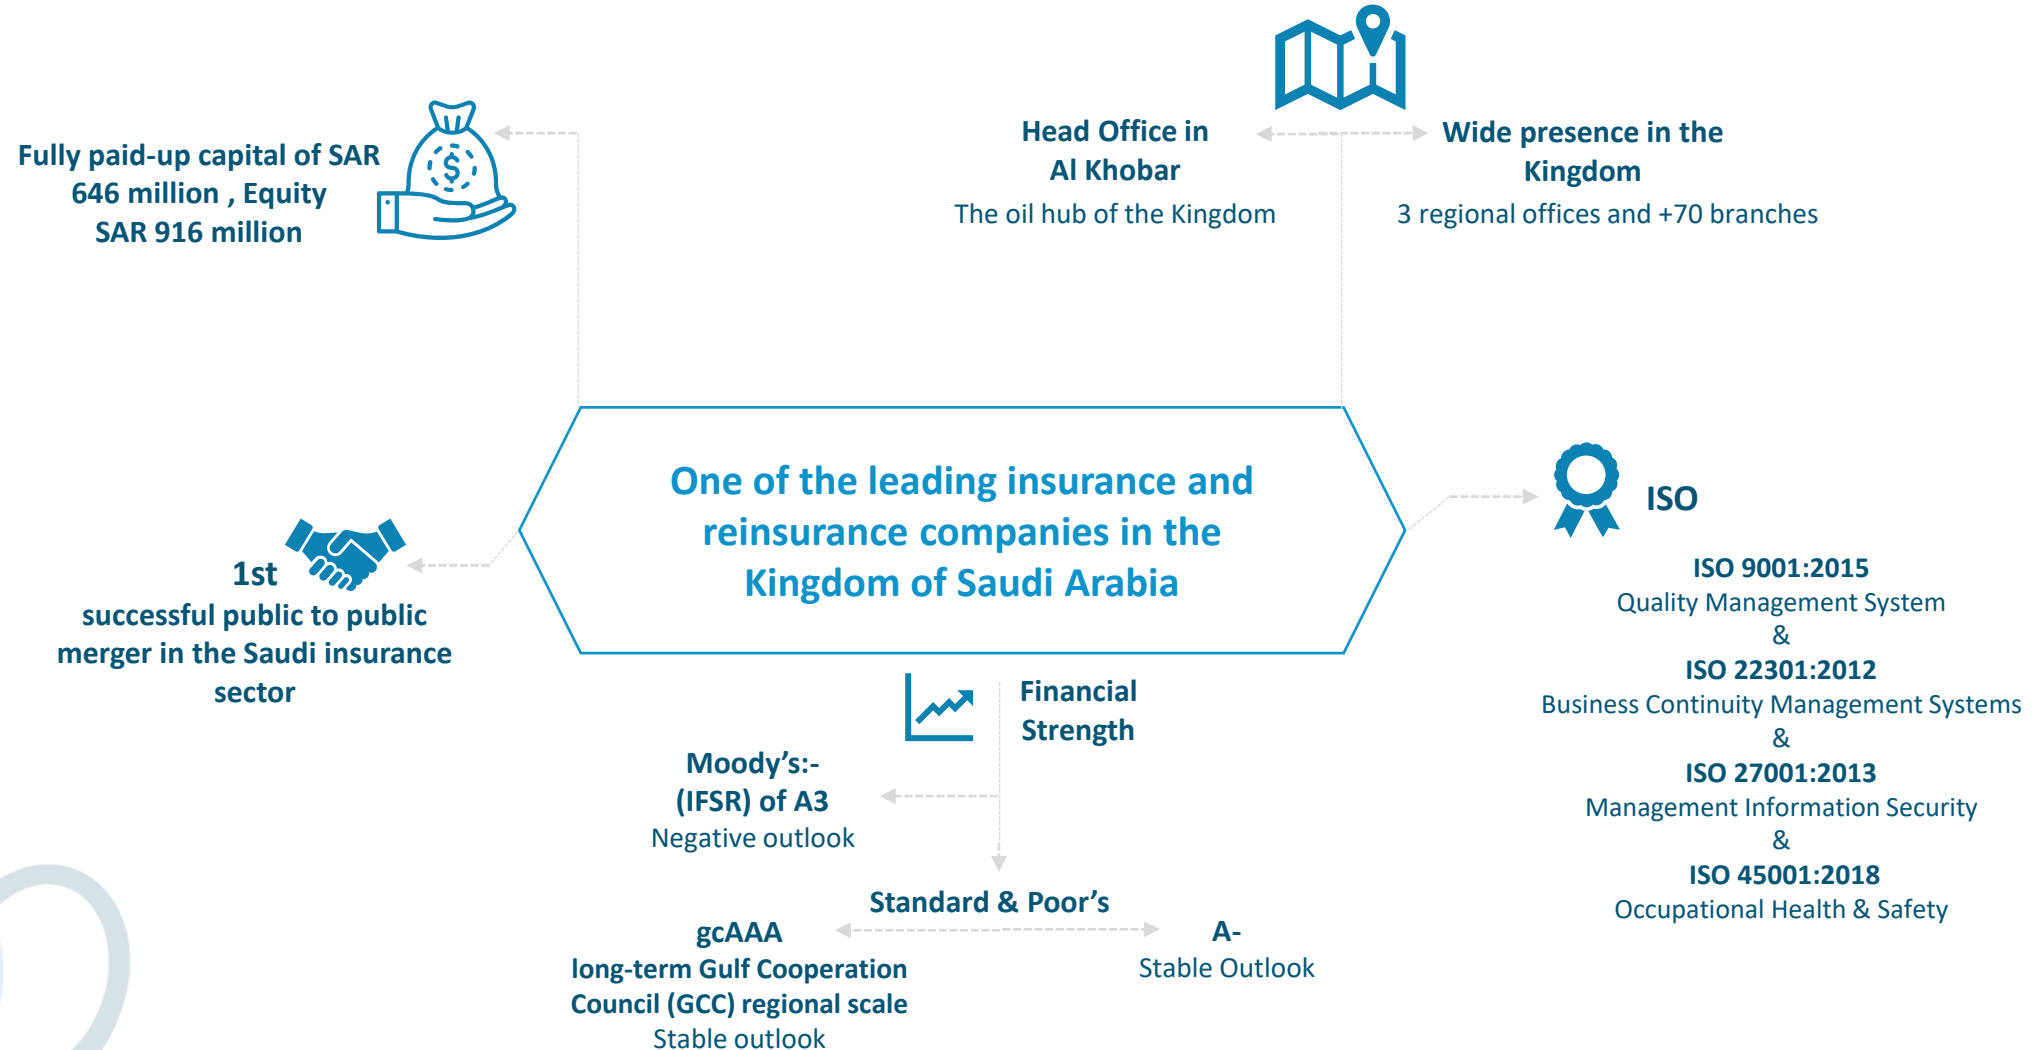 Fully paid-up capital of SAR
646 million , Equity
SAR 916 million
$
Head Office in
Al Khobar
The oil hub of the Kingdom
Wide presence in the
Kingdom
3 regional offices and +70 branches
One of the leading insurance and
reinsurance companies in the
Kingdom of Saudi Arabia
1st
successful public to public
merger in the Saudi insurance
sector
ISO
ISO 9001:2015
Quality Management System
&
ISO 22301:2012
Business Continuity Management Systems
&
ISO 27001:2013
Management Information Security
&
ISO 45001:2018
Occupational Health & Safety
Financial
Strength
Moody’s:-
(IFSR) of A3
Negative outlook
Standard & Poor’s
gcAAA
long-term Gulf Cooperation
Council (GCC) regional scale
Stable outlook
A-
Stable Outlook